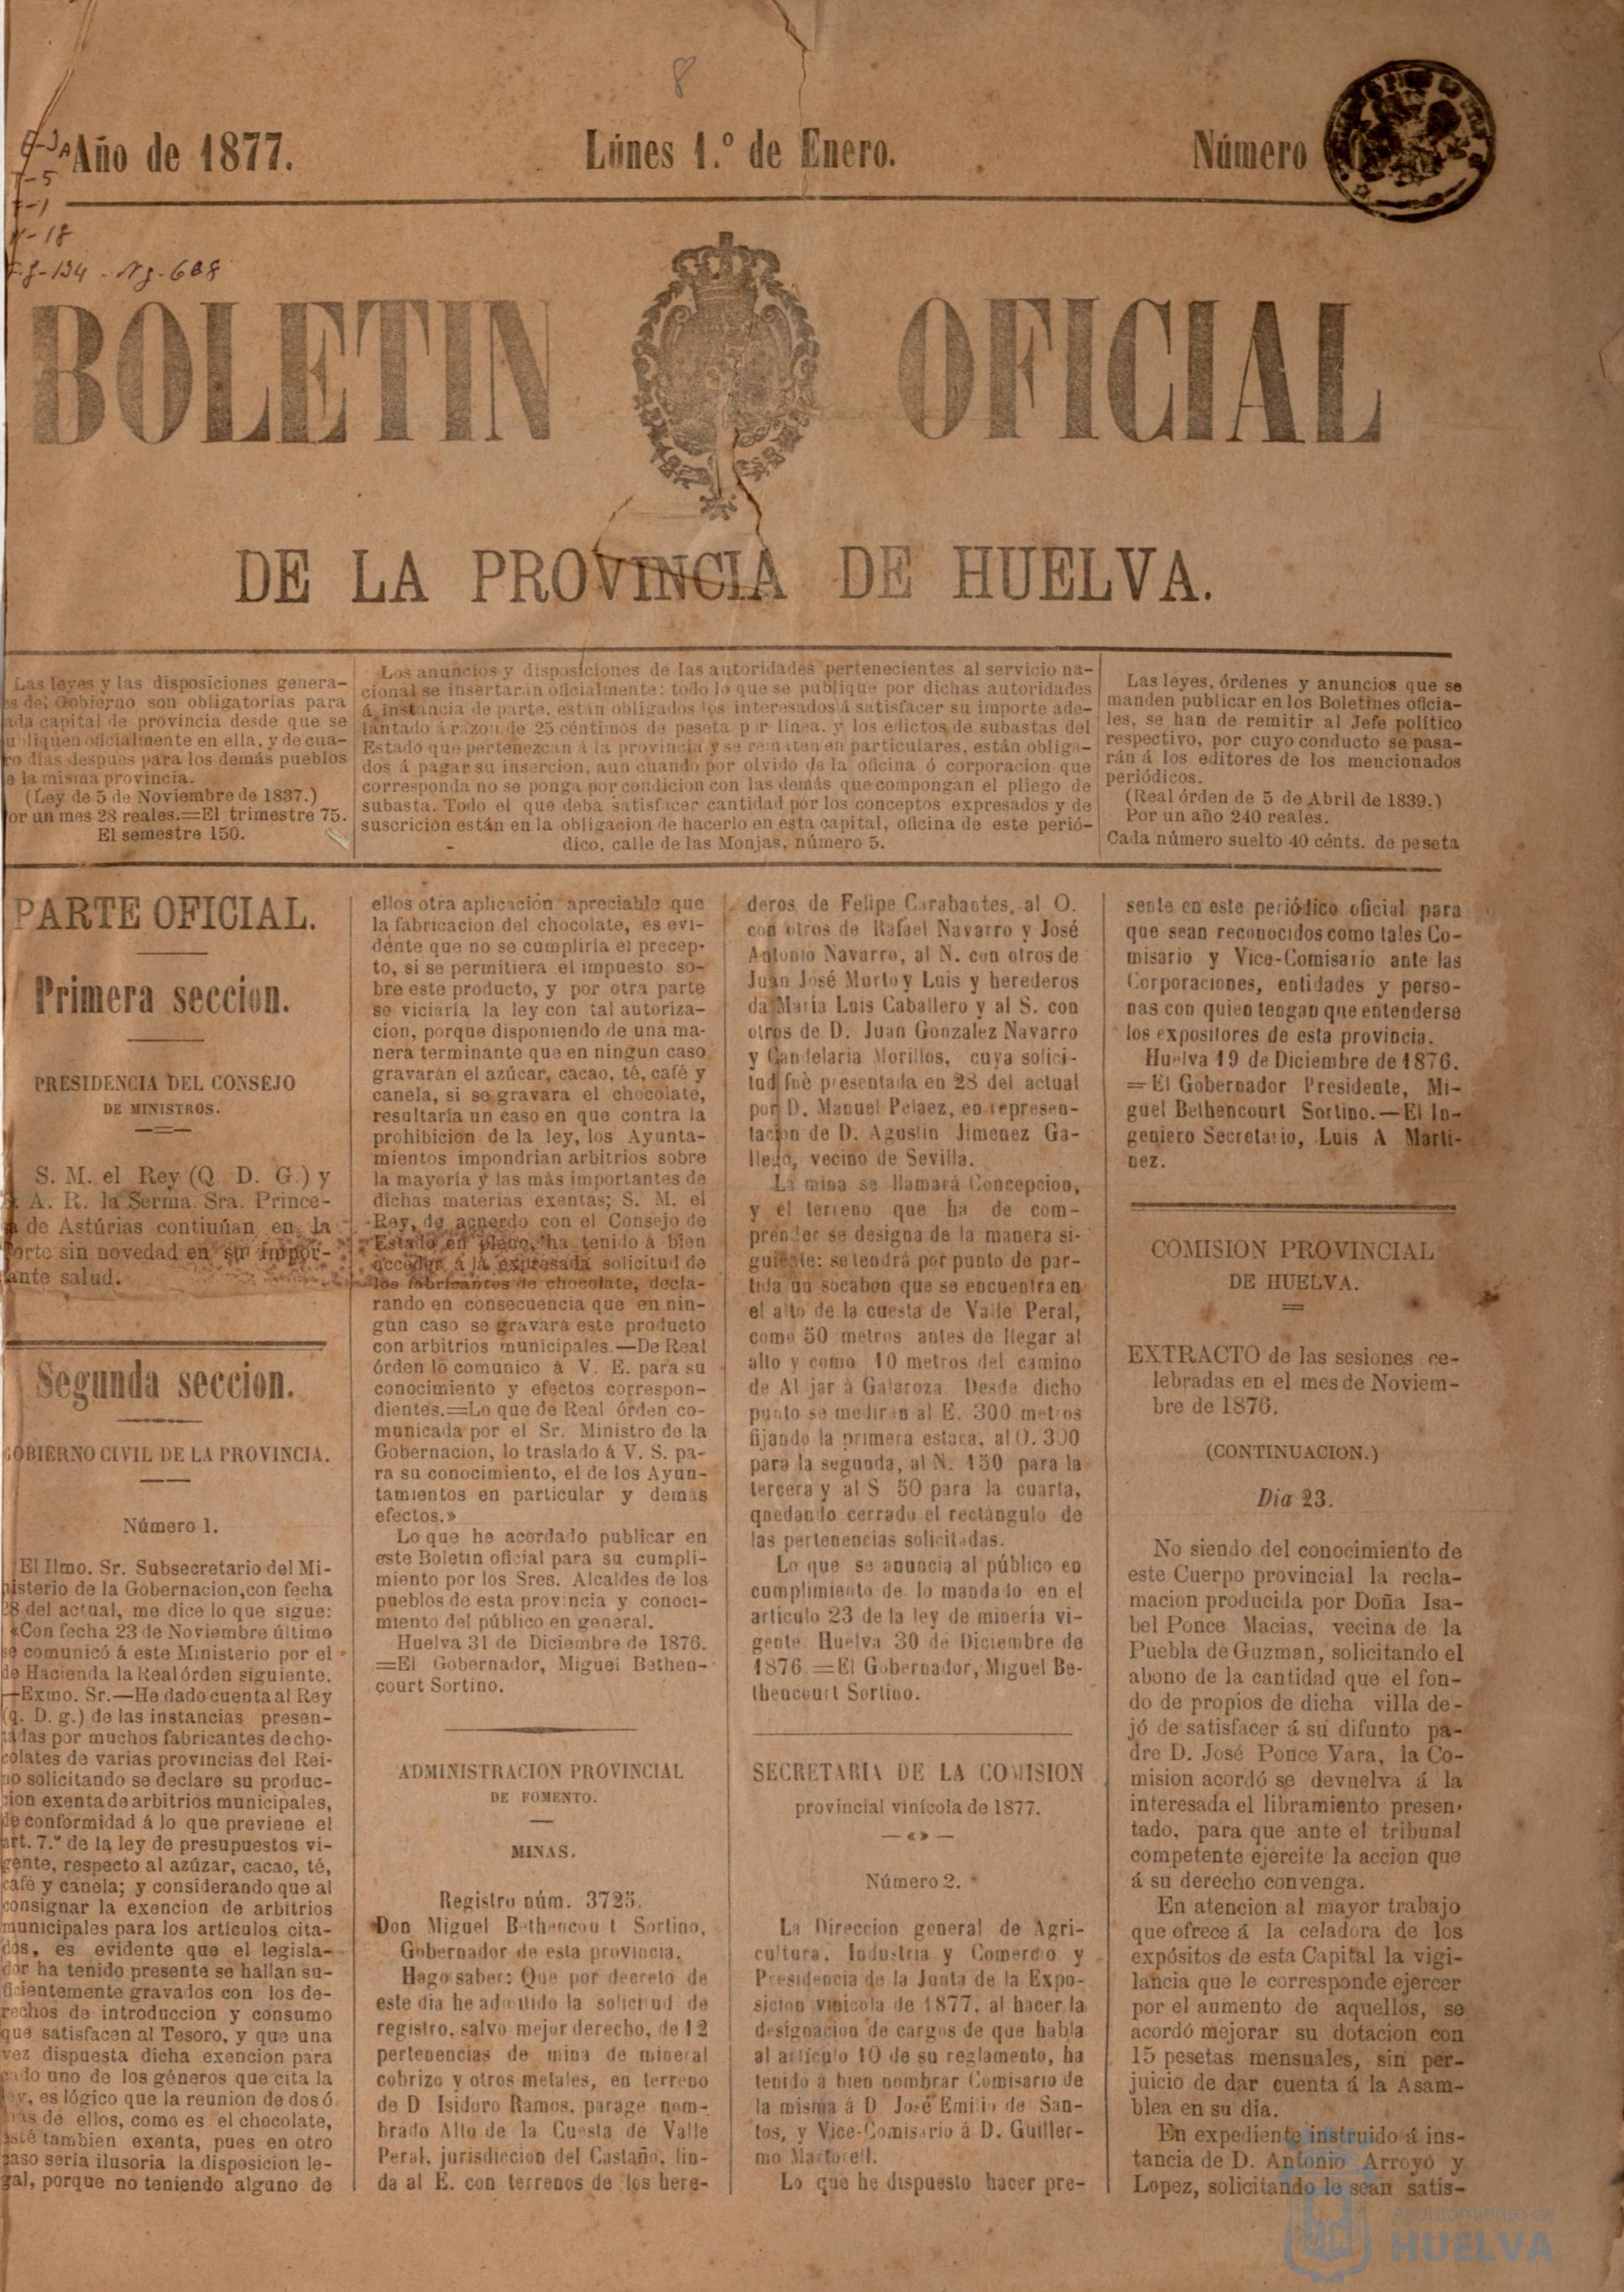 8
Año de 1877.
Lúnes 1.º de Enero.
Número
BOLETIN OFICIAL
DE LA PROVINCIA DE HUELVA.
Las leyes y las disposiciones genera-
del Gobierno son obligatorias para
capital de provincia desde que se
oficialmente en ella, y de cua-
dias despues para los demás pueblos
la misma provincia.
(Ley de 5 de Noviembre de 1837.)
or un mes 28 reales.=El trimestre 75.
El semestre 150.
Los anuncios y disposiciones de las autoridades pertenecientes al servicio na-
cional se insertarán oficialmente: todo lo que se publique por dichas autoridades
á instancia de parte, están obligados los interesados á satisfacer su importe ade-
lantado á razon de 25 céntimos de peseta por línea, y los edictos de subastas del
Estado que pertenezcan á la provincia y se rematen en particulares, están obliga-
dos á pagar su insercion, aun cuando por olvido de la oficina ó corporacion que
corresponda no se ponga por condicion con las demás que compongan el pliego de
subasta. Todo el que deba satisfacer cantidad por los conceptos expresados y de
suscricion están en la obligacion de hacerlo en esta capital, oficina de este perió-
dico, calle de las Monjas, número 5.
Las leyes, órdenes y anuncios que se
manden publicar en los Boletines oficia-
les, se han de remitir al Jefe político
respectivo, por cuyo conducto se pasa-
rán á los editores de los mencionados
periódicos.
(Real órden de 5 de Abril de 1839.)
Por un año 240 reales.
Cada número suelto 40 cénts. de peseta
PARTE OFICIAL.
Primera seccion.
PRESIDENCIA DEL CONSEJO
DE MINISTROS.
S. M. el Rey (Q. D. G.) y
A. R. la Serma. Sra. Prince-
de Astúrias continúan en la
orte sin novedad en su impor-
ante salud.
Segunda seccion.
GOBIERNO CIVIL DE LA PROVINCIA.
Número 1.
El Ilmo. Sr. Subsecretario del Mi-
nisterio de la Gobernacion, con fecha
28 del actual, me dice lo que sigue:
«Con fecha 23 de Noviembre último
se comunicó á este Ministerio por el
de Hacienda la Real órden siguiente.
—Exmo. Sr.—He dado cuenta al Rey
(q. D. g.) de las instancias presen-
tadas por muchos fabricantes de cho-
colates de varias provincias del Rei-
no solicitando se declare su produc-
cion exenta de arbitrios municipales,
de conformidad á lo que previene el
art. 7.º de la ley de presupuestos vi-
gente, respecto al azúzar, cacao, té,
café y canela; y considerando que al
consignar la exencion de arbitrios
municipales para los artículos cita-
dos, es evidente que el legisla-
dor ha tenido presente se hallan su-
ficientemente gravados con los de-
rechos de introduccion y consumo
que satisfacen al Tesoro, y que una
vez dispuesta dicha exencion para
cada uno de los géneros que cita la
ley, es lógico que la reunion de dos ó
más de ellos, como es el chocolate,
esté tambien exenta, pues en otro
caso sería ilusoria la disposicion le-
gal, porque no teniendo alguno de
ellos otra aplicación apreciable que
la fabricacion del chocolate, es evi-
dente que no se cumpliría el precep-
to, si se permitiera el impuesto so-
bre este producto, y por otra parte
se viciaría la ley con tal autoriza-
cion, porque disponiendo de una ma-
nera terminante que en ningun caso
gravarán el azúcar, cacao, té, café y
canela, si se gravara el chocolate,
resultaría un caso en que contra la
prohibición de la ley, los Ayunta-
mientos impondrian arbitrios sobre
la mayoría y las más importantes de
dichas materias exentas; S. M. el
Rey, de acuerdo con el Consejo de
Estado en pleno, ha tenido á bien
acceder á la expresada solicitud de
los fabricantes de chocolate, decla-
rando en consecuencia que en nin-
gun caso se gravara este producto
con arbitrios municipales.—De Real
órden lo comunico á V. E. para su
conocimiento y efectos correspon-
dientes.=Lo que de Real órden co-
municada por el Sr. Ministro de la
Gobernacion, lo traslado á V. S. pa-
ra su conocimiento, el de los Ayun-
tamientos en particular y demás
efectos.»
Lo que he acordado publicar en
este Boletin oficial para su cumpli-
miento por los Sres. Alcaldes de los
pueblos de esta provincia y conoci-
miento del público en general.
Huelva 31 de Diciembre de 1876.
=El Gobernador, Miguel Bethen-
court Sortino.
ADMINISTRACION PROVINCIAL
DE FOMENTO.
MINAS.
Registro núm. 3725.
Don Miguel Bethencourt Sortino,
Gobernador de esta provincia.
Hago saber: Que por decreto de
este dia he admitido la solicitud de
registro, salvo mejor derecho, de 12
pertenencias de mina de mineral
cobrizo y otros metales, en terreno
de D Isidoro Ramos, parage nom-
brado Alto de la Cuesta de Valle
Peral, jurisdiccion del Castaño, lin-
da al E. con terrenos de los here-
deros de Felipe Carabantes, al O.
con otros de Rafael Navarro y José
Antonio Navarro, al N. con otros de
Juan José Murto y Luis y herederos
da María Luis Caballero y al S. con
otros de D. Juan Gonzalez Navarro
y Candelaria Morillos, cuya solici-
tud fuè presentada en 28 del actual
por D. Manuel Pelaez, en represen-
tacion de D. Agustin Jimenez Ga-
llego, vecino de Sevilla.
La mina se llamará Concepcion,
y el terreno que ha de com-
prender se designa de la manera si-
guiente: se tendrá por punto de par-
tida un socabon que se encuentra en
el alto de la cuesta de Valle Peral,
como 50 metros antes de llegar al
alto y como 10 metros del camino
de Al jar á Galaroza. Desde dicho
punto se mediran al E. 300 metros
fijando la primera estaca, al O. 300
para la segunda, al N. 150 para la
tercera y al S 50 para la cuarta,
quedando cerrado el rectángulo de
las pertenencias solicitadas.
Lo que se anuncia al público en
cumplimiento de lo mandado en el
articulo 23 de la ley de minería vi-
gente. Huelva 30 de Diciembre de
1876.=El Gobernador, Miguel Be-
thencourt Sortino.
SECRETARIA DE LA COMISION
provincial vinícola de 1877.
Número 2.
La Direccion general de Agri-
cultura, Industria y Comercio y
Presidencia de la Junta de la Expo-
sicion vinicola de 1877, al hacer la
designacion de cargos de que habla
al artículo 10 de su reglamento, ha
tenido á bien nombrar Comisario de
la misma á D José Emilio de San-
tos, y Vice-Comisario á D. Guiller-
mo Martorell.
Lo que he dispuesto hacer pre-
sente en este periódico oficial para
que sean reconocidos como tales Co-
misario y Vice-Comisario ante las
Corporaciones, entidades y perso-
nas con quien tengan que entenderse
los expositores de esta provincia.
Huelva 19 de Diciembre de 1876.
=El Gobernador Presidente, Mi-
guel Bethencourt Sortino.—El In-
geniero Secretario, Luis A Marti-
nez.
COMISION PROVINCIAL
DE HUELVA.
EXTRACTO de las sesiones ce-
lebradas en el mes de Noviem-
bre de 1876.
(CONTINUACION.)
Dia 23.
No siendo del conocimiento de
este Cuerpo provincial la recla-
macion producida por Doña Isa-
bel Ponce Macias, vecina de la
Puebla de Guzman, solicitando el
abono de la cantidad que el fon-
do de propios de dicha villa de-
jó de satisfacer á su difunto pa-
dre D. José Ponce Vara, la Co-
mision acordó se devuelva á la
interesada el libramiento presen-
tado, para que ante el tribunal
competente ejercite la accion que
á su derecho convenga.
En atencion al mayor trabajo
que ofrece á la celadora de los
expósitos de esta Capital la vigi-
lancia que le corresponde ejercer
por el aumento de aquellos, se
acordó mejorar su dotacion con
15 pesetas mensuales, sin per-
juicio de dar cuenta á la Asam-
blea en su dia.
En expediente instruido á ins-
tancia de D. Antonio Arroyo y
Lopez, solicitando le sean satis-
Ayuntamiento de
HUELVA